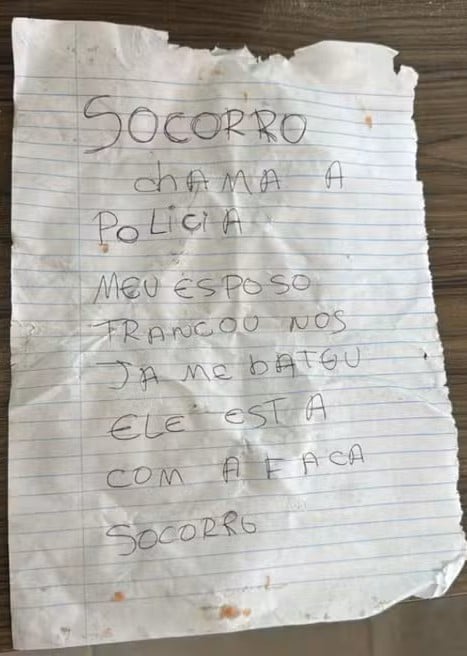 SOCORRO
chAMA A
POLiCiA
MEU ESPOSO
TRANCOU NOS
JA Me bATEU
ELE ESTA
COM A FACA
SOCORRO